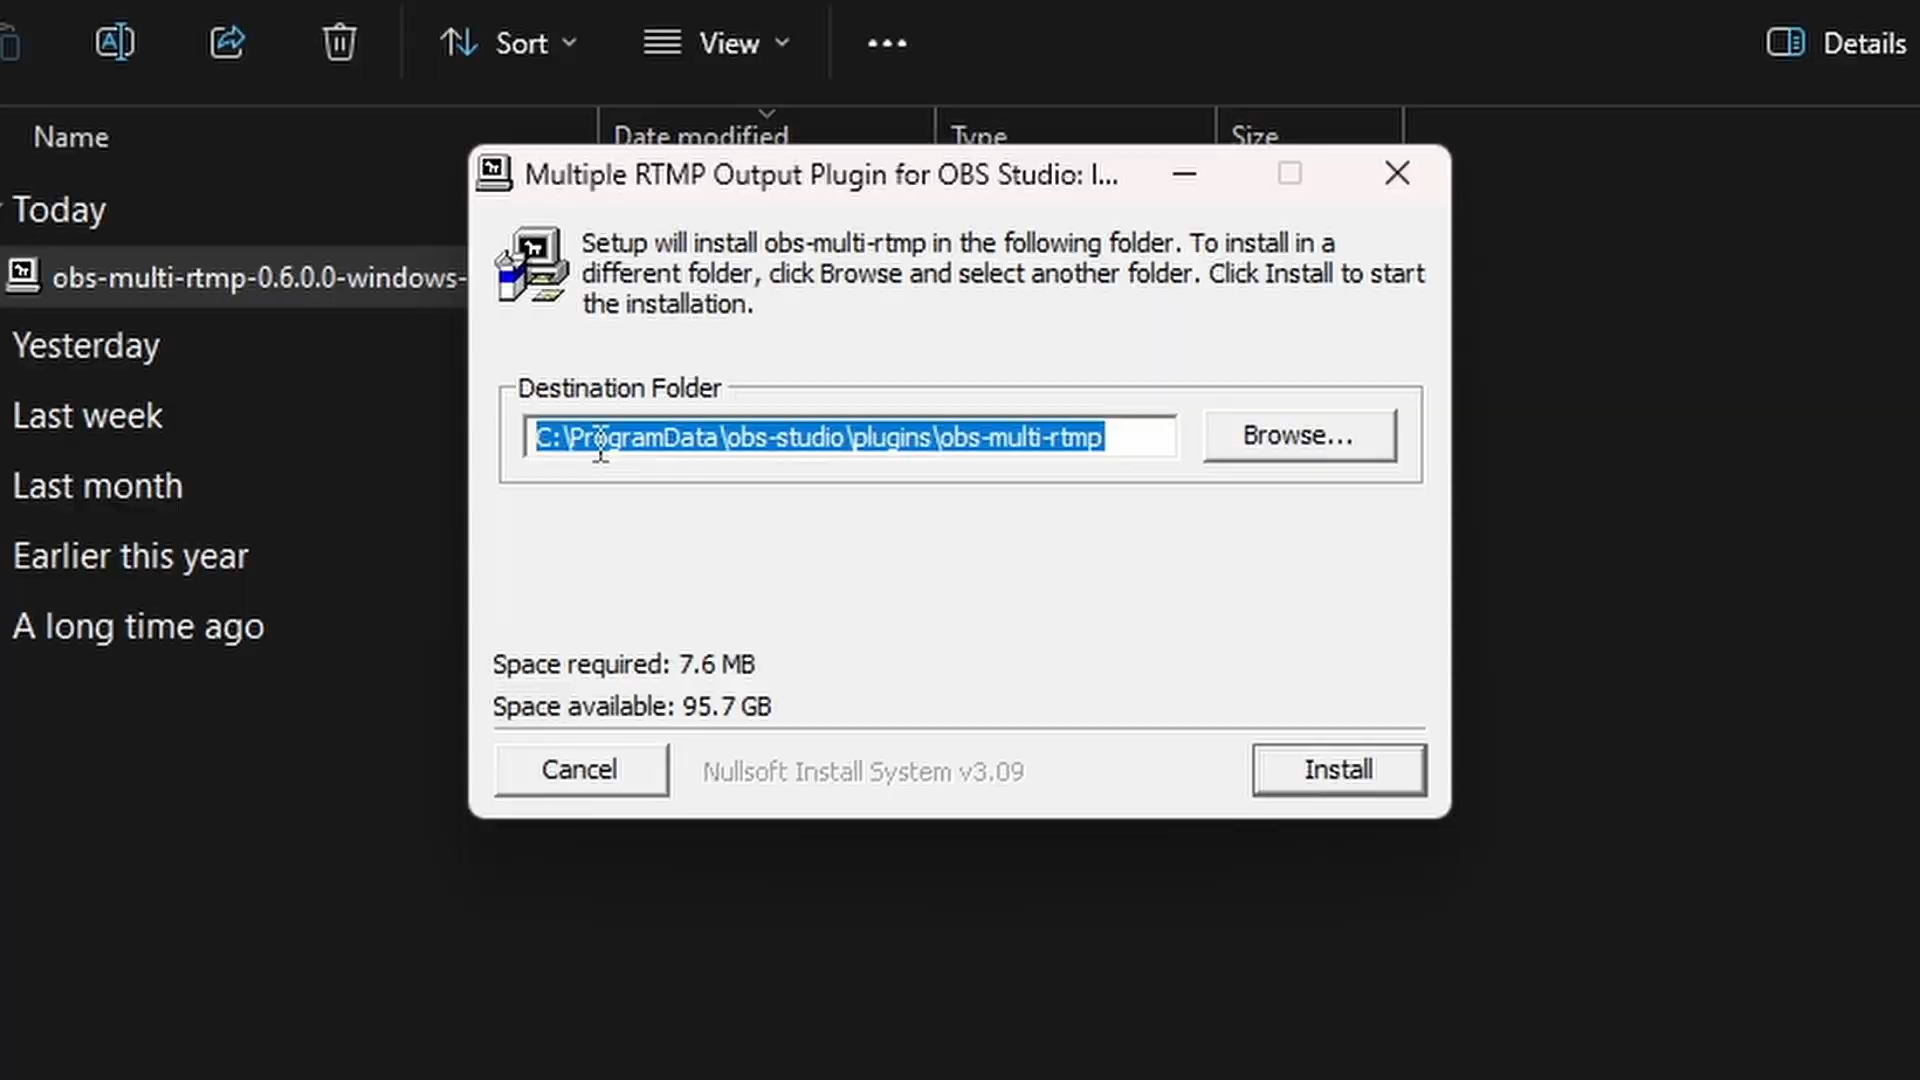 Sort
View
Details
Name
Date modified
Type
Size
Today
obs-multi-rtmp-0.6.0.0-windows-
Yesterday
Last week
Last month
Earlier this year
A long time ago
Multiple RTMP Output Plugin for OBS Studio: I...
Setup will install obs-multi-rtmp in the following folder. To install in a
different folder, click Browse and select another folder. Click Install to start
the installation.
Destination Folder
C:\ProgramData\obs-studio\plugins\obs-multi-rtmp
Browse...
Space required: 7.6 MB
Space available: 95.7 GB
Cancel
Nullsoft Install System v3.09
Install